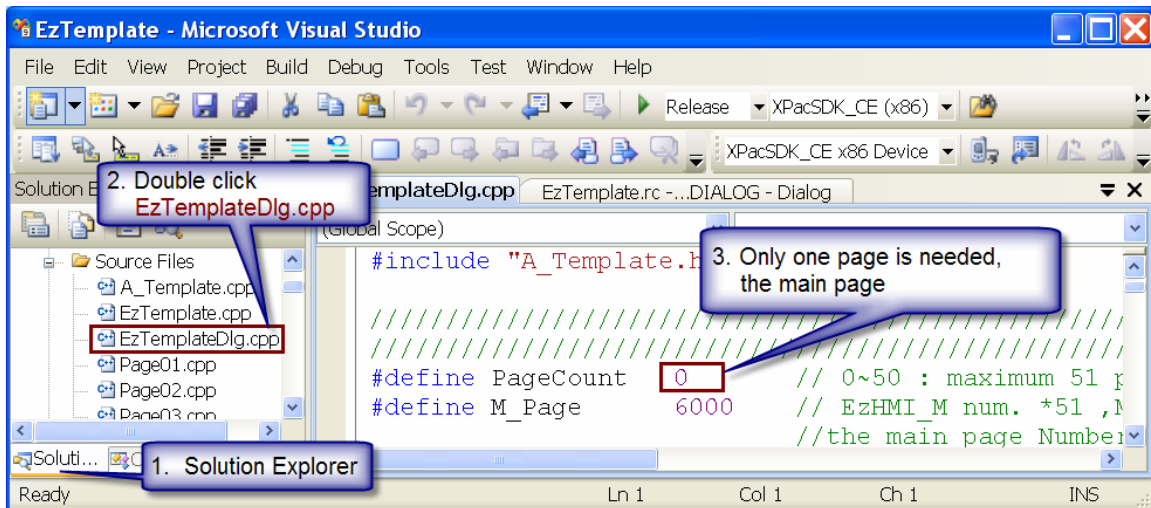 EzTemplate - Microsoft Visual Studio
File Edit View Project Build Debug Tools Test Window Help
Release XPacSDK_CE (x86)
XPacSDK_CE x86 Device
Solution E
2. Double click
EzTemplateDlg.cpp
emplateDlg.cpp EzTemplate.rc -...DIALOG - Dialog
(Global Scope)
Source Files
A_Template.cpp
EzTemplate.cpp
EzTemplateDlg.cpp
Page01.cpp
Page02.cpp
Page03.cpp
#include "A_Template.h
3. Only one page is needed,
the main page
////////////////////////////////////////////////
////////////////////////////////////////////////
#define PageCount 0 // 0~50 : maximum 51 p
#define M_Page 6000 // EzHMI_M num. *51 ,M
//the main page Number
Soluti... C
1. Solution Explorer
Ready Ln 1 Col 1 Ch 1 INS